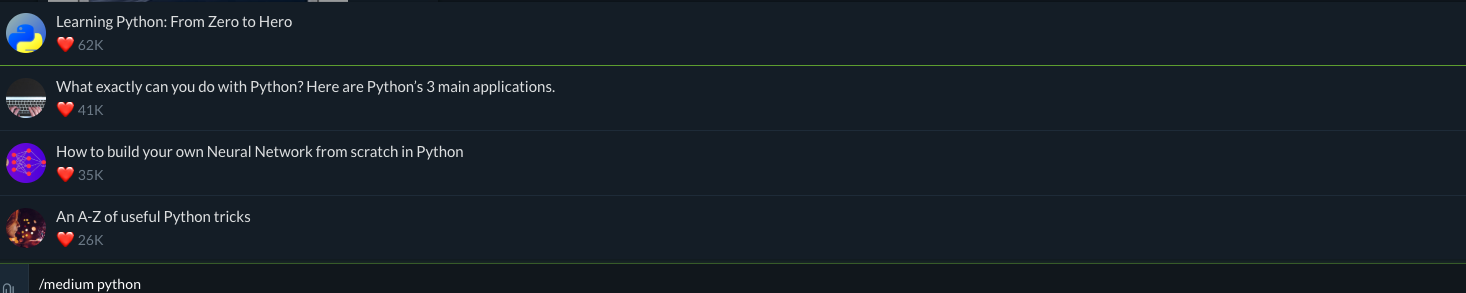 Learning Python: From Zero to Hero
❤️ 62K
What exactly can you do with Python? Here are Python’s 3 main applications.
❤️ 41K
How to build your own Neural Network from scratch in Python
❤️ 35K
An A-Z of useful Python tricks
❤️ 26K
/medium python